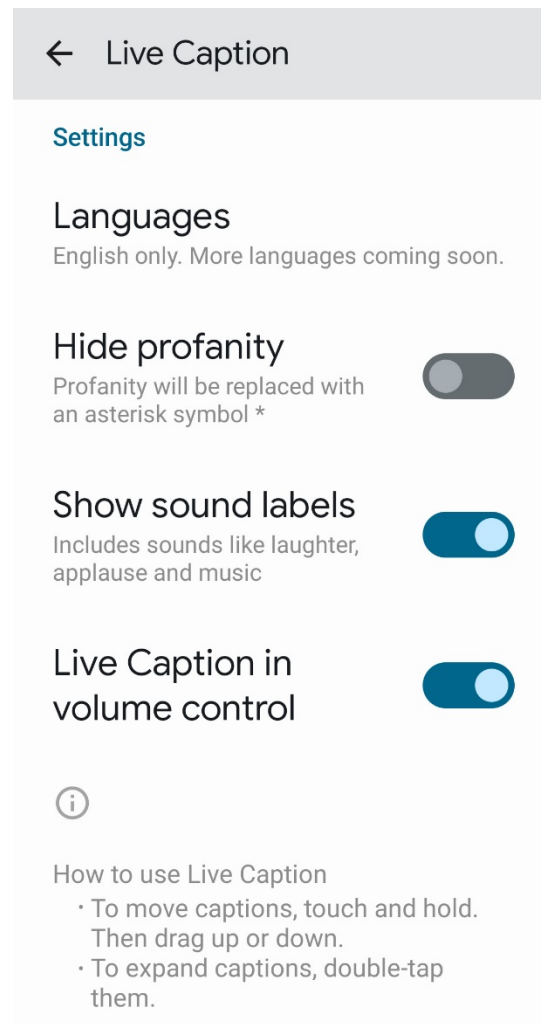 Live Caption
Settings
Languages
English only. More languages coming soon.
Hide profanity
Profanity will be replaced with
an asterisk symbol *
Show sound labels
Includes sounds like laughter,
applause and music
Live Caption in
volume control
How to use Live Caption
· To move captions, touch and hold.
Then drag up or down.
· To expand captions, double-tap
them.